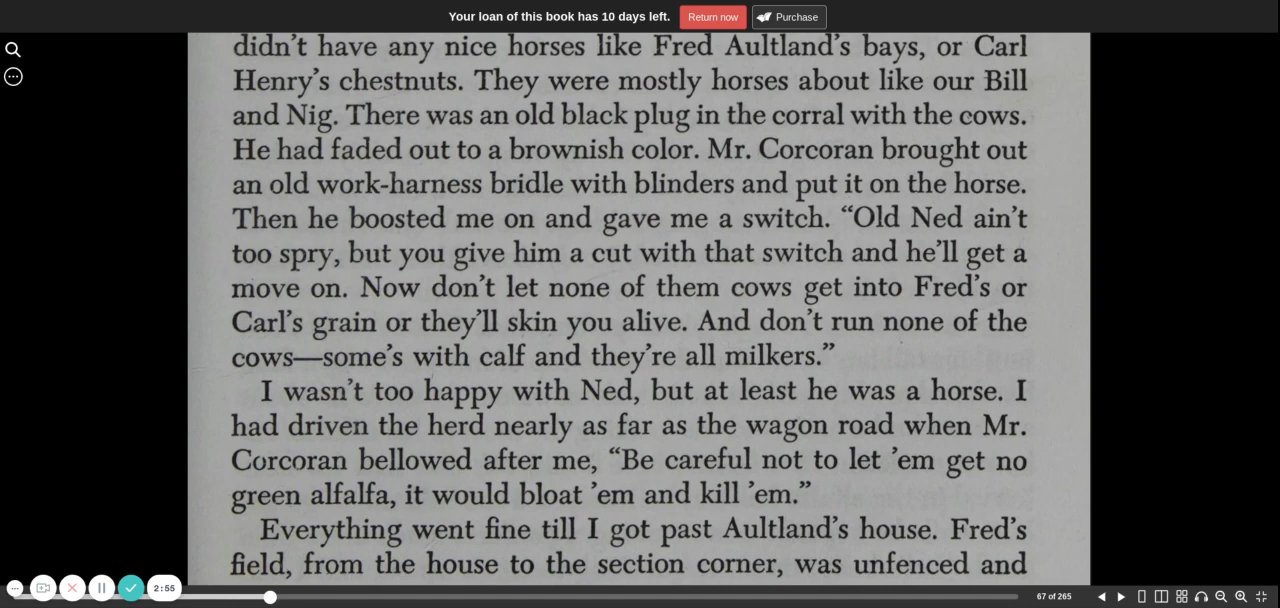 Your loan of this book has 10 days left. Return now Purchase
didn't have any nice horses like Fred Aultland's bays, or Carl
Henry's chestnuts. They were mostly horses about like our Bill
and Nig. There was an old black plug in the corral with the cows.
He had faded out to a brownish color. Mr. Corcoran brought out
an old work-harness bridle with blinders and put it on the horse.
Then he boosted me on and gave me a switch. “Old Ned ain't
too spry, but you give him a cut with that switch and he'll get a
move on. Now don't let none of them cows get into Fred's or
Carl's grain or they'll skin you alive. And don't run none of the
cows—some's with calf and they're all milkers.”
I wasn't too happy with Ned, but at least he was a horse. I
had driven the herd nearly as far as the wagon road when Mr.
Corcoran bellowed after me, “Be careful not to let 'em get no
green alfalfa, it would bloat 'em and kill 'em.”
Everything went fine till I got past Aultland's house. Fred's
field, from the house to the section corner, was unfenced and
2:55
67 of 265